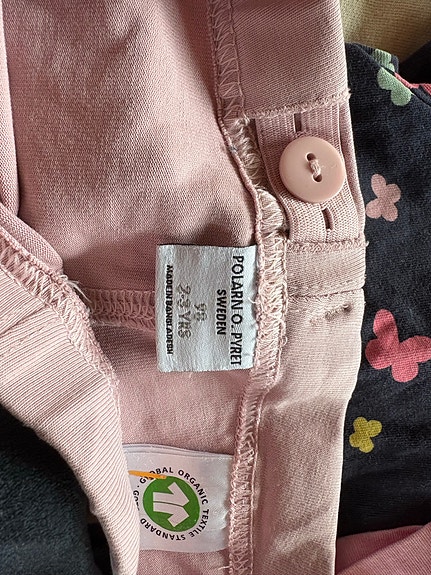 POLARN O. PYRET
SWEDEN
98
2-3 YRS
MADE IN BANGLADESH
GLOBAL ORGANIC TEXTILE STANDARD